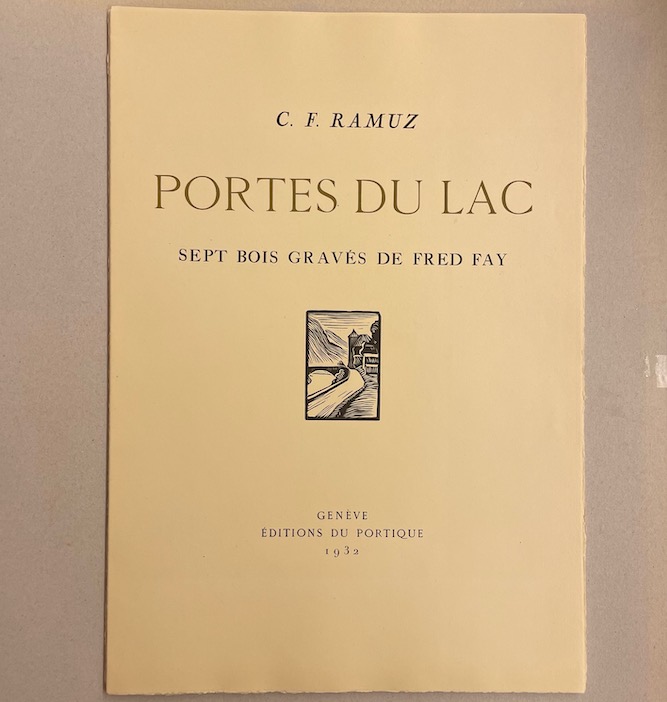 C. F. RAMUZ
PORTES DU LAC
SEPT BOIS GRAVÉS DE FRED FAY
GENÈVE
ÉDITIONS DU PORTIQUE
1932